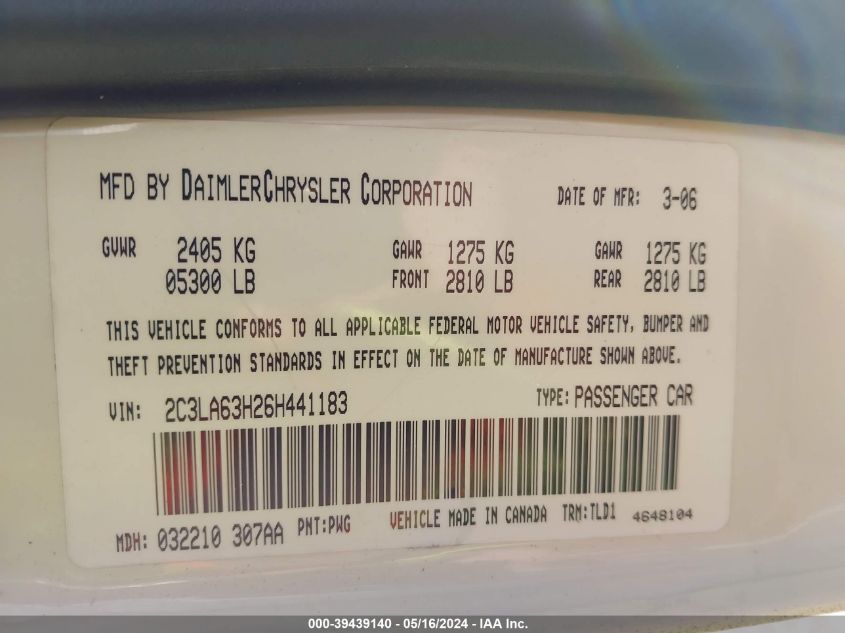 MFD BY DAIMLERCHRYSLER CORPORATION DATE OF MFR: 3-06
GVWR 2405 KG GAWR 1275 KG GAWR 1275 KG
05300 LB FRONT 2810 LB REAR 2810 LB
THIS VEHICLE CONFORMS TO ALL APPLICABLE FEDERAL MOTOR VEHICLE SAFETY, BUMPER AND
THEFT PREVENTION STANDARDS IN EFFECT ON THE DATE OF MANUFACTURE SHOWN ABOVE.
VIN: 2C3LA63H26H441183 TYPE: PASSENGER CAR
MDH: 032210 307AA PNT:PWG VEHICLE MADE IN CANADA TRM:TLD1 4648104
000-39439140 - 05/16/2024 - IAA Inc.